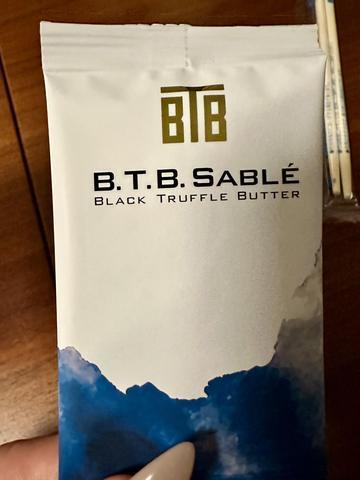 BTB
B.T.B. SABLÉ
BLACK TRUFFLE BUTTER